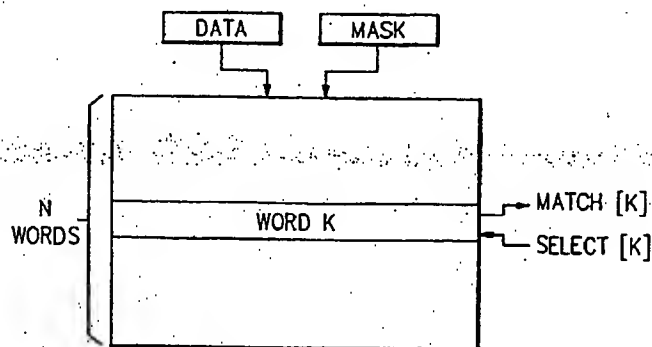 DATA
MASK
N
WORDS
WORD K
MATCH [K]
SELECT [K]